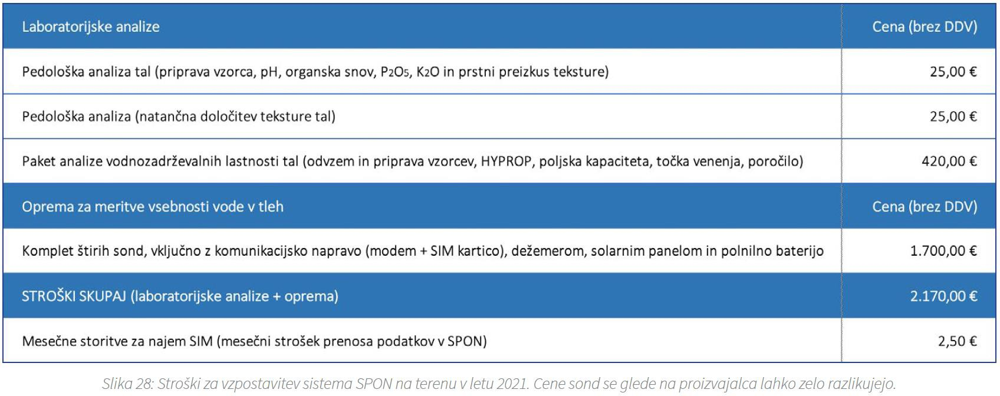 Laboratorijske analize Cena (brez DDV)
Pedološka analiza tal (priprava vzorca, pH, organska snov, P2O5, K2O in prstni preizkus teksture) 25,00 €
Pedološka analiza (natančna določitev teksture tal) 25,00 €
Paket analize vodnozadrževalnih lastnosti tal (odvzem in priprava vzorcev, HYPROP, poljska kapaciteta, točka venenja, poročilo) 420,00 €
Oprema za meritve vsebnosti vode v tleh Cena (brez DDV)
Komplet štirih sond, vključno z komunikacijsko napravo (modem + SIM kartico), dežemerom, solarnim panelom in polnilno baterijo 1.700,00 €
STROŠKI SKUPAJ (laboratorijske analize + oprema) 2.170,00 €
Mesečne storitve za najem SIM (mesečni strošek prenosa podatkov v SPON) 2,50 €
Slika 28: Stroški za vzpostavitev sistema SPON na terenu v letu 2021. Cene sond se glede na proizvajalca lahko zelo razlikujejo.